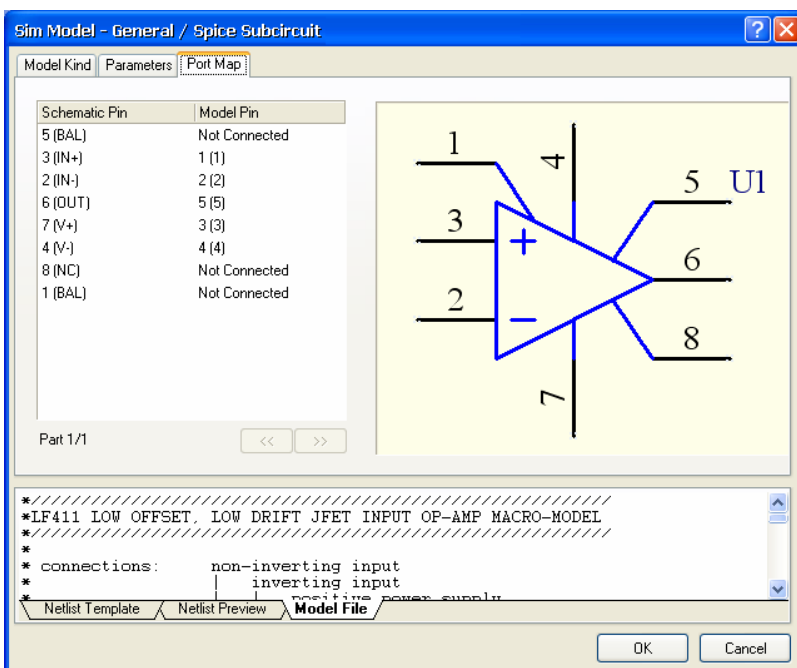 Sim Model - General / Spice Subcircuit
Model Kind Parameters Port Map
Schematic Pin Model Pin
5 (BAL) Not Connected
3 (IN+) 1 (1)
2 (IN-) 2 (2)
6 (OUT) 5 (5)
7 (V+) 3 (3)
4 (V-) 4 (4)
8 (NC) Not Connected
1 (BAL) Not Connected
Part 1/1 << >>
1
4
5 U1
3
+
6
2
-
8
7
*//////////////////////////////////////////////////////////
*LF411 LOW OFFSET, LOW DRIFT JFET INPUT OP-AMP MACRO-MODEL
*//////////////////////////////////////////////////////////
*
* connections: non-inverting input
* | inverting input
* | | positive power supply
Netlist Template Netlist Preview Model File
OK Cancel